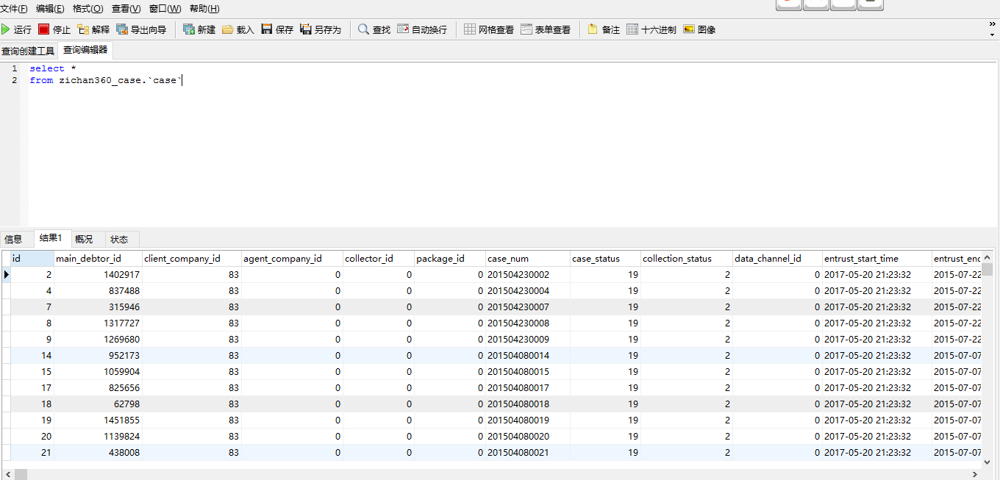 文件(F) 编辑(E) 格式(O) 查看(V) 窗口(W) 帮助(H)
运行 停止 解释 导出向导 新建 载入 保存 另存为 查找 自动换行 网格查看 表单查看 备注 十六进制 图像
查询创建工具 查询编辑器
1 select *
2 from zichan360_case.`case`
信息 结果1 概况 状态
id main_debtor_id client_company_id agent_company_id collector_id package_id case_num case_status collection_status data_channel_id entrust_start_time entrust_end
2 1402917 83 0 0 0 201504230002 19 2 0 2017-05-20 21:23:32 2015-07-22
4 837488 83 0 0 0 201504230004 19 2 0 2017-05-20 21:23:32 2015-07-22
7 315946 83 0 0 0 201504230007 19 2 0 2017-05-20 21:23:32 2015-07-22
8 1317727 83 0 0 0 201504230008 19 2 0 2017-05-20 21:23:32 2015-07-22
9 1269680 83 0 0 0 201504230009 19 2 0 2017-05-20 21:23:32 2015-07-22
14 952173 83 0 0 0 201504080014 19 2 0 2017-05-20 21:23:32 2015-07-07
15 1059904 83 0 0 0 201504080015 19 2 0 2017-05-20 21:23:32 2015-07-07
17 825656 83 0 0 0 201504080017 19 2 0 2017-05-20 21:23:32 2015-07-07
18 62798 83 0 0 0 201504080018 19 2 0 2017-05-20 21:23:32 2015-07-07
19 1451855 83 0 0 0 201504080019 19 2 0 2017-05-20 21:23:32 2015-07-07
20 1139824 83 0 0 0 201504080020 19 2 0 2017-05-20 21:23:32 2015-07-07
21 438008 83 0 0 0 201504080021 19 2 0 2017-05-20 21:23:32 2015-07-07